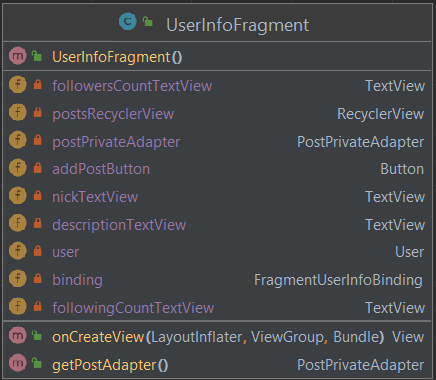 C UserInfoFragment
m UserInfoFragment()
f followersCountTextView TextView
f postsRecyclerView RecyclerView
f postPrivateAdapter PostPrivateAdapter
f addPostButton Button
f nickTextView TextView
f descriptionTextView TextView
f user User
f binding FragmentUserInfoBinding
f followingCountTextView TextView
m onCreateView(LayoutInflater, ViewGroup, Bundle) View
m getPostAdapter() PostPrivateAdapter